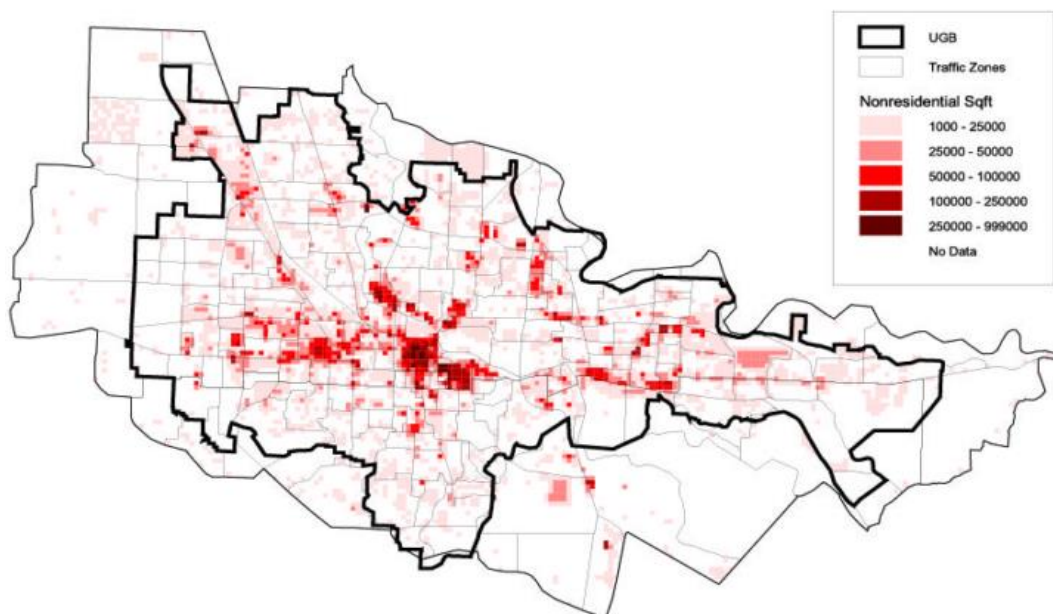 UGB
Traffic Zones
Nonresidential Sqft
1000 - 25000
25000 - 50000
50000 - 100000
100000 - 250000
250000 - 999000
No Data